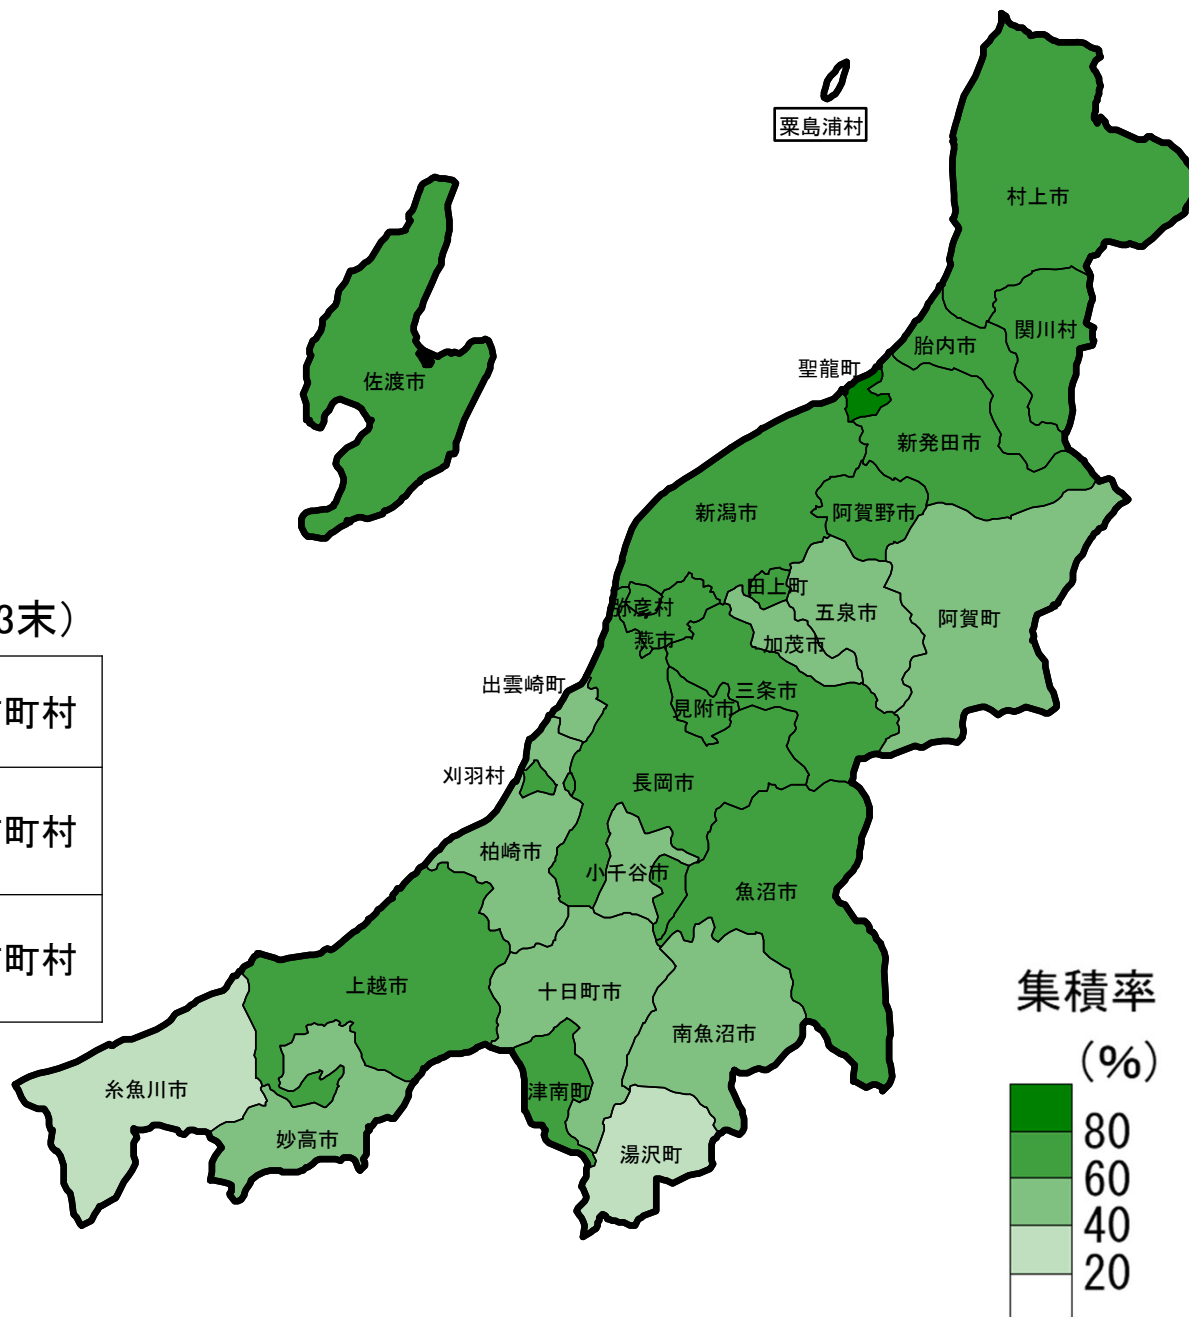 粟島浦村
村上市
関川村
胎内市
聖龍町
佐渡市
新発田市
新潟市
阿賀野市
田上町
弥彦村
五泉市
阿賀町
3末）
燕市
加茂市
出雲崎町
三条市
見附市
町村
刈羽村
長岡市
町村
柏崎市
小千谷市
魚沼市
町村
上越市
十日町市
南魚沼市
糸魚川市
津南町
妙高市
湯沢町
集積率
（%）
80
60
40
20